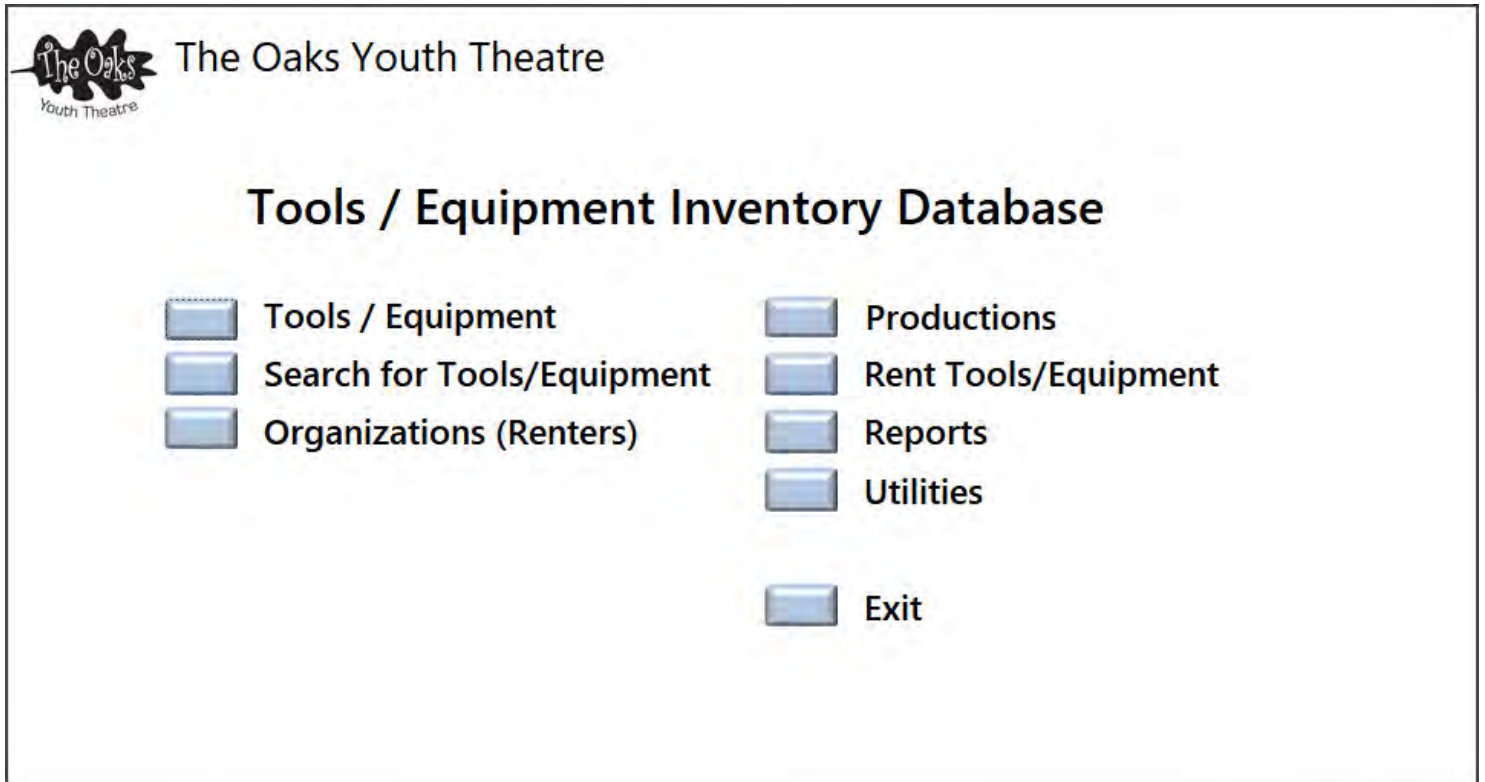 The Oaks
Youth Theatre
The Oaks Youth Theatre
Tools / Equipment Inventory Database
Tools / Equipment
Search for Tools/Equipment
Organizations (Renters)
Productions
Rent Tools/Equipment
Reports
Utilities
Exit